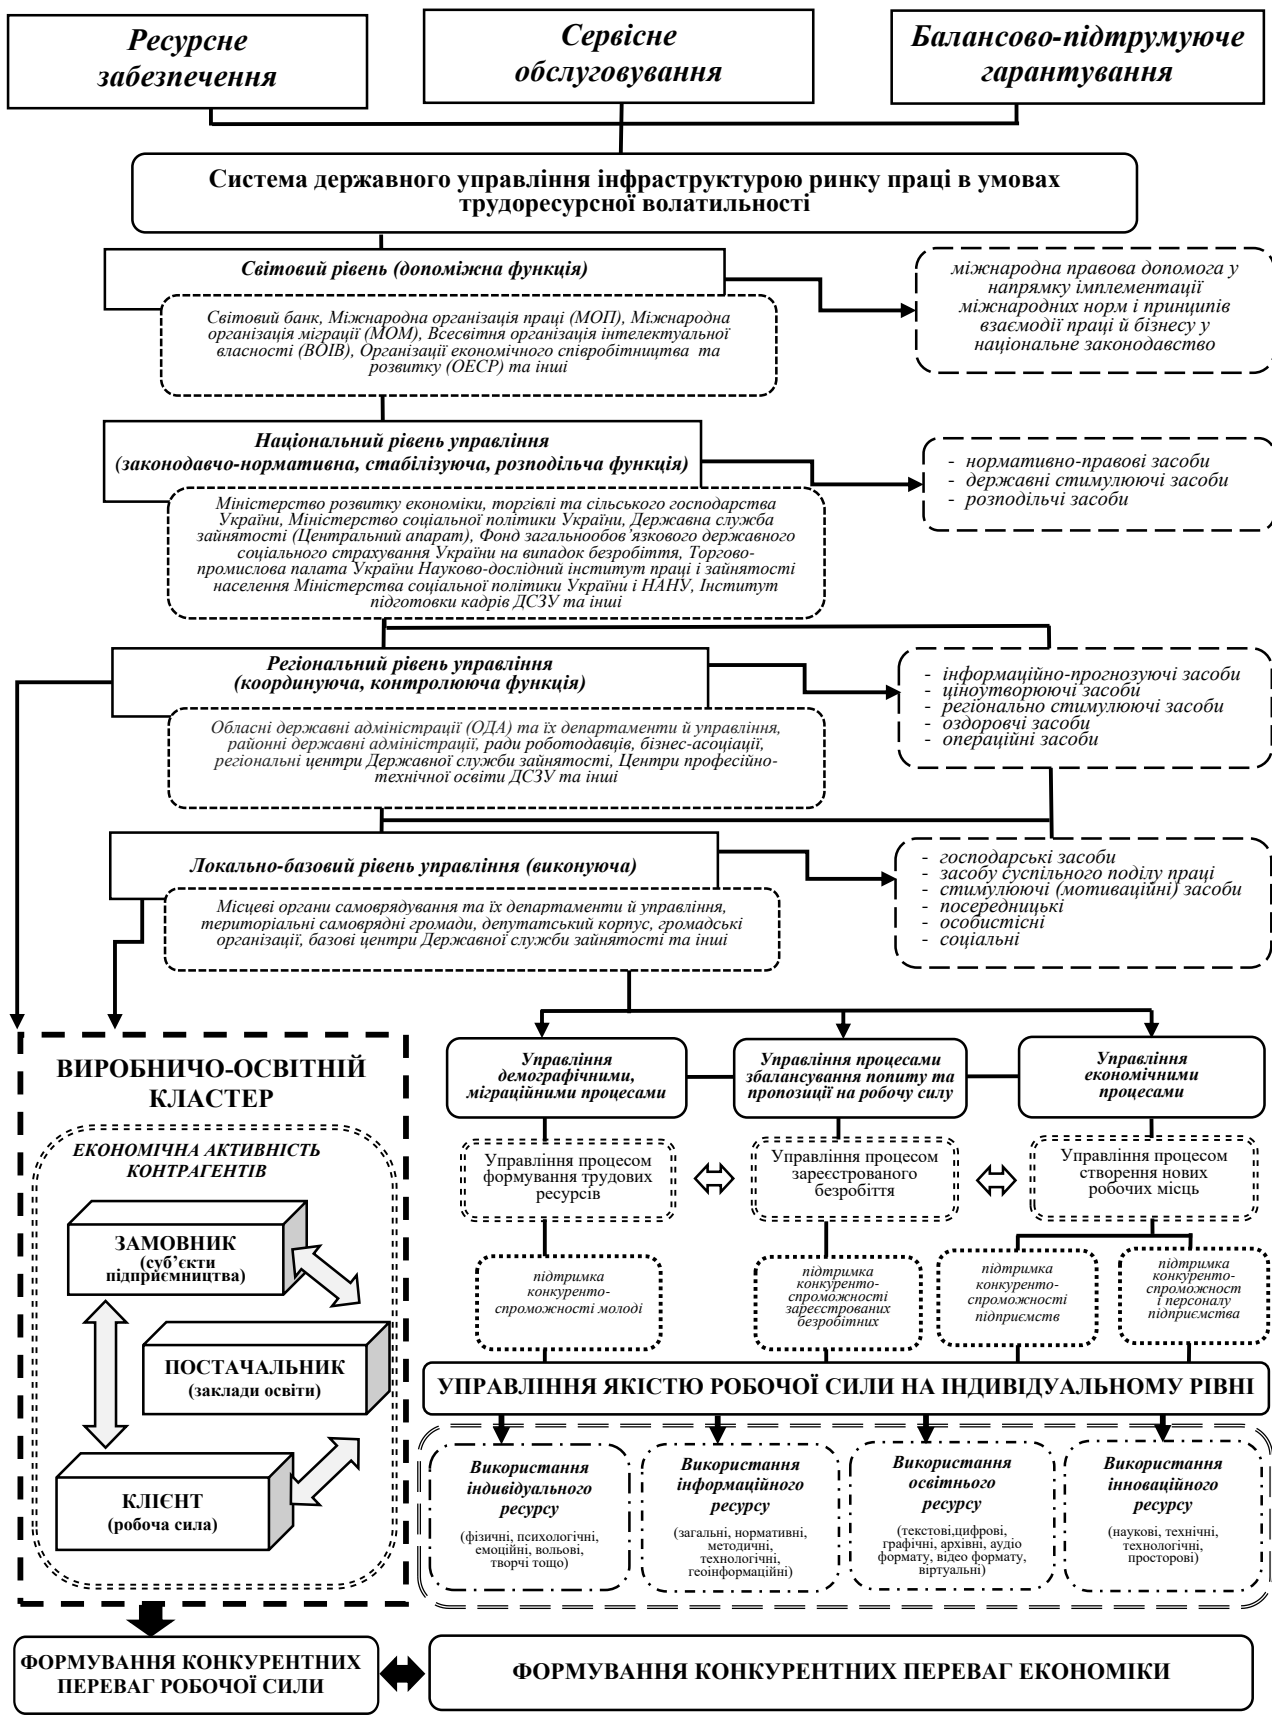 Ресурсне
забезпечення
Сервісне
обслуговування
Балансово-підтрумуюче
гарантування
Система державного управління інфраструктурою ринку праці в умовах
трудоресурсної волатильності
Світовий рівень (допоміжна функція)
Світовий банк, Міжнародна організація праці (МОП), Міжнародна
організація міграції (МОМ), Всесвітня організація інтелектуальної
власності (ВОІВ), Організації економічного співробітництва та
розвитку (ОЕСР) та інші
міжнародна правова допомога у
напрямку імплементації
міжнародних норм і принципів
взаємодії праці й бізнесу у
національне законодавство
Національний рівень управління
(законодавчо-нормативна, стабілізуюча, розподільча функція)
Міністерство розвитку економіки, торгівлі та сільського господарства
України, Міністерство соціальної політики України, Державна служба
зайнятості (Центральний апарат), Фонд загальнообов’язкового державного
соціального страхування України на випадок безробіття, Торгово-
промислова палата України Науково-дослідний інститут праці і зайнятості
населення Міністерства соціальної політики України і НАНУ, Інститут
підготовки кадрів ДСЗУ та інші
- нормативно-правові засоби
- державні стимулюючі засоби
- розподільчі засоби
Регіональний рівень управління
(координуюча, контролююча функція)
Обласні державні адміністрації (ОДА) та їх департаменти й управління,
районні державні адміністрації, ради роботодавців, бізнес-асоціації,
регіональні центри Державної служби зайнятості, Центри професійно-
технічної освіти ДСЗУ та інші
- інформаційно-прогнозуючі засоби
- ціноутворюючі засоби
- регіонально стимулюючі засоби
- оздоровчі засоби
- операційні засоби
Локально-базовий рівень управління (виконуюча)
Місцеві органи самоврядування та їх департаменти й управління,
територіальні самоврядні громади, депутатський корпус, громадські
організації, базові центри Державної служби зайнятості та інші
- господарські засоби
- засобу суспільного поділу праці
- стимулюючі (мотиваційні) засоби
- посередницькі
- особистісні
- соціальні
ВИРОБНИЧО-ОСВІТНІЙ
КЛАСТЕР
ЕКОНОМІЧНА АКТИВНІСТЬ
КОНТРАГЕНТІВ
ЗАМОВНИК
(суб’єкти
підприємництва)
ПОСТАЧАЛЬНИК
(заклади освіти)
КЛІЄНТ
(робоча сила)
Управління
демографічними,
міграційними процесами
Управління процесами
збалансування попиту та
пропозиції на робочу силу
Управління
економічними
процесами
Управління процесом
формування трудових
ресурсів
Управління процесом
зареєстрованого
безробіття
Управління процесом
створення нових
робочих місць
підтримка
конкуренто-
спроможності молоді
підтримка
конкуренто-
спроможності
зареєстрованих
безробітних
підтримка
конкуренто-
спроможності
підприємств
підтримка
конкуренто-
спроможност
і персоналу
підприємства
УПРАВЛІННЯ ЯКІСТЮ РОБОЧОЇ СИЛИ НА ІНДИВІДУАЛЬНОМУ РІВНІ
Використання
індивідуального
ресурсу
(фізичні, психологічні,
емоційні, вольові,
творчі тощо)
Використання
інформаційного
ресурсу
(загальні, нормативні,
методичні,
технологічні,
геоінформаційні)
Використання
освітнього
ресурсу
(текстові,цифрові,
графічні, архівні, аудіо
формату, відео формату,
віртуальні)
Використання
інноваційного
ресурсу
(наукові, технічні,
технологічні,
просторові)
ФОРМУВАННЯ КОНКУРЕНТНИХ
ПЕРЕВАГ РОБОЧОЇ СИЛИ
ФОРМУВАННЯ КОНКУРЕНТНИХ ПЕРЕВАГ ЕКОНОМІКИ